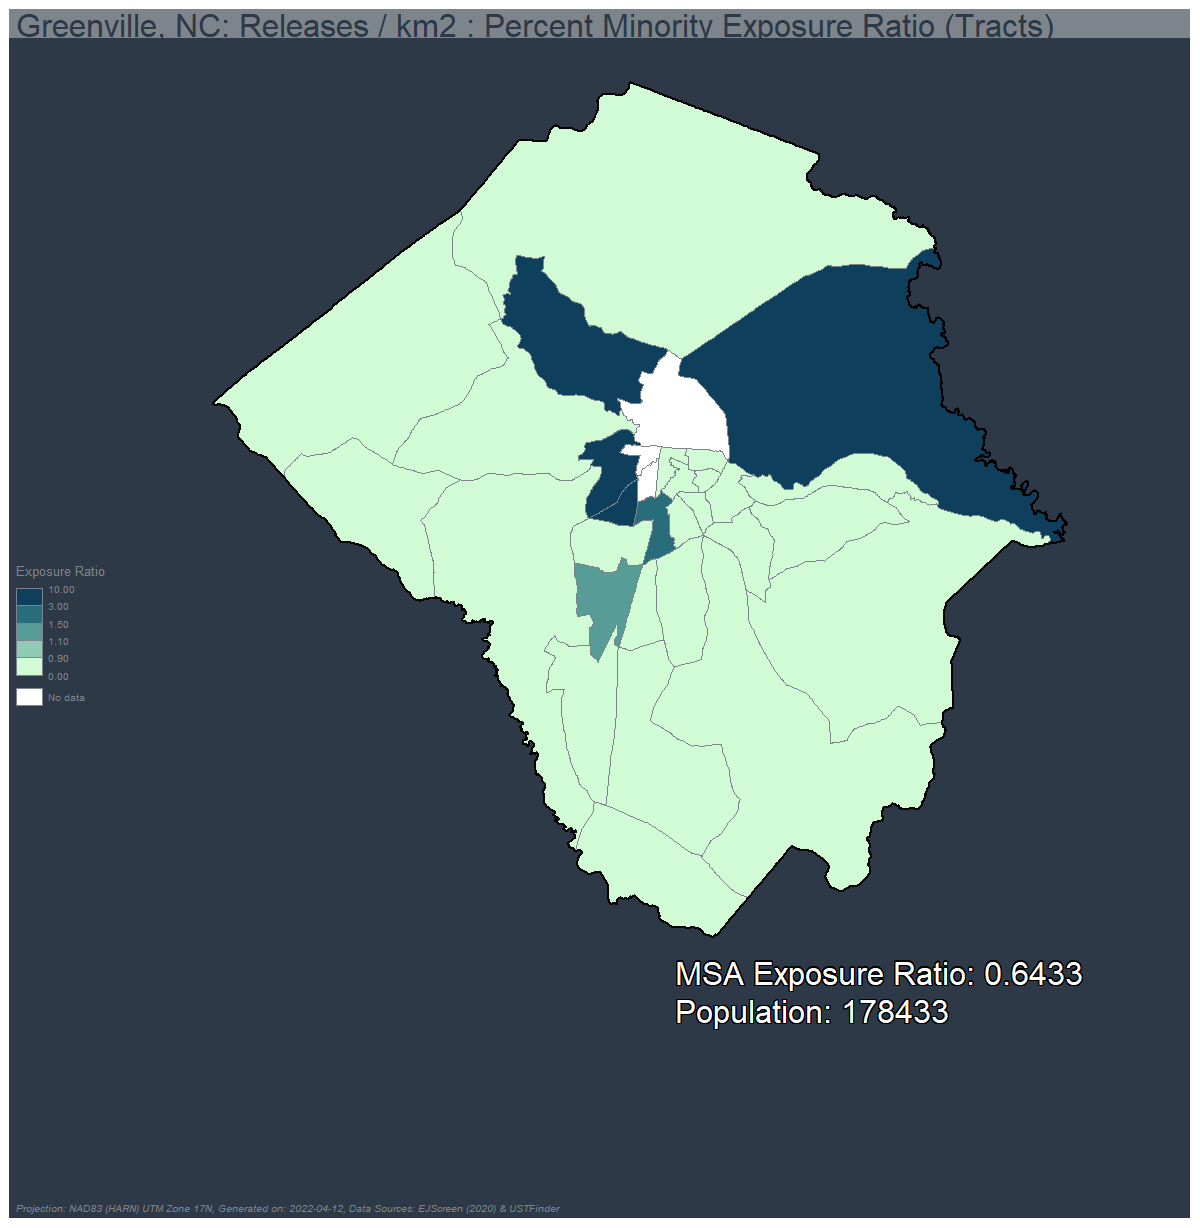 Greenville, NC: Releases / km2 : Percent Minority Exposure Ratio (Tracts)
Exposure Ratio
10.00
3.00
1.50
1.10
0.90
0.00
No data
MSA Exposure Ratio: 0.6433
Population: 178433
Projection: NAD83 (HARN) UTM Zone 17N, Generated on: 2022-04-12, Data Sources: EJScreen (2020) & USTFinder